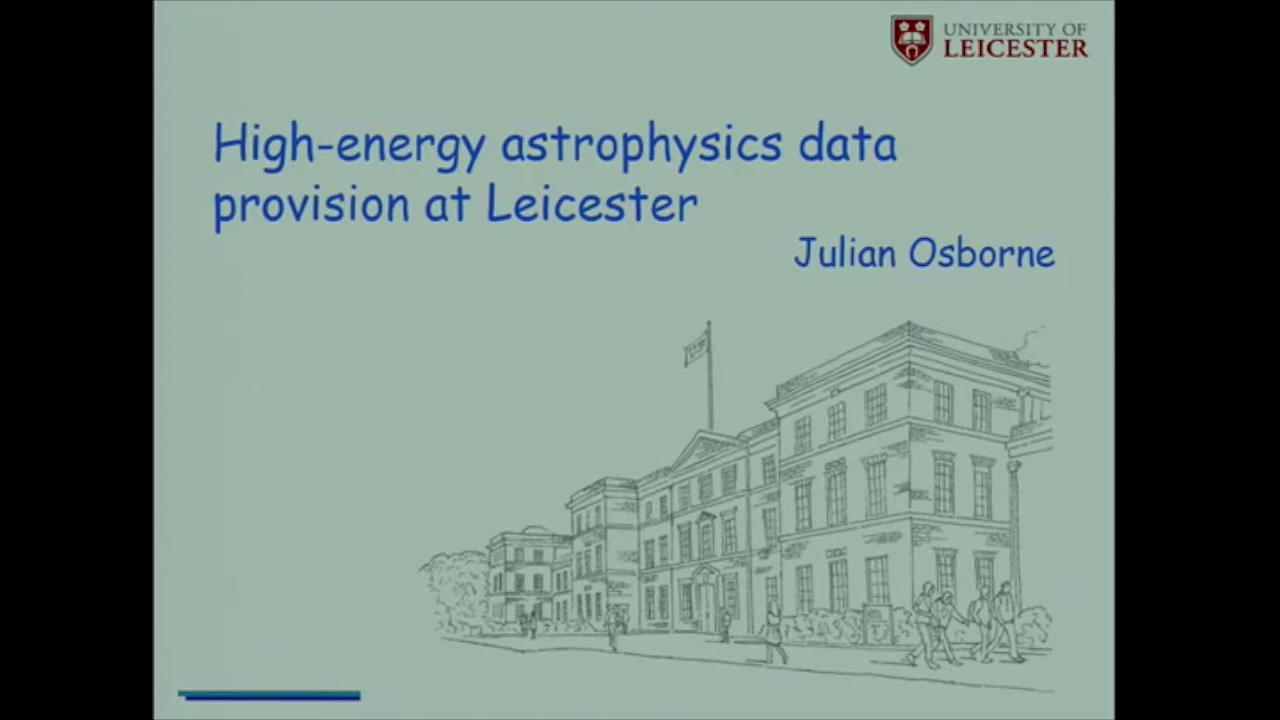 UNIVERSITY OF
LEICESTER
High-energy astrophysics data
provision at Leicester
Julian Osborne